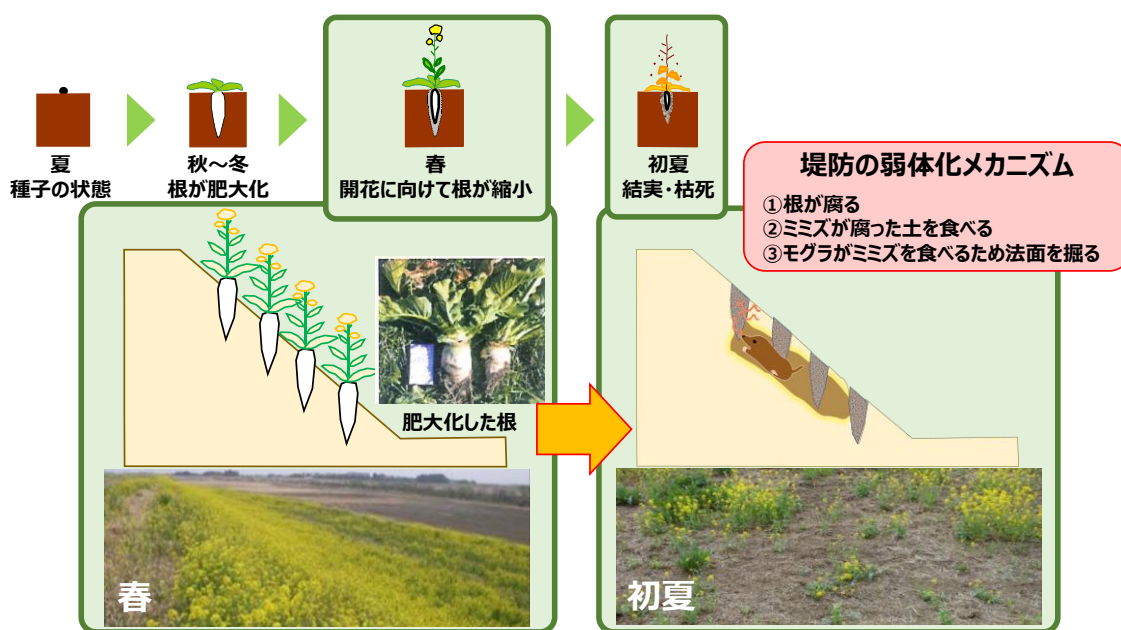 夏
種子の状態
秋～冬
根が肥大化
春
開花に向けて根が縮小
初夏
結実・枯死
堤防の弱体化メカニズム
①根が腐る
②ミミズが腐った土を食べる
③モグラがミミズを食べるため法面を掘る
肥大化した根
春
初夏